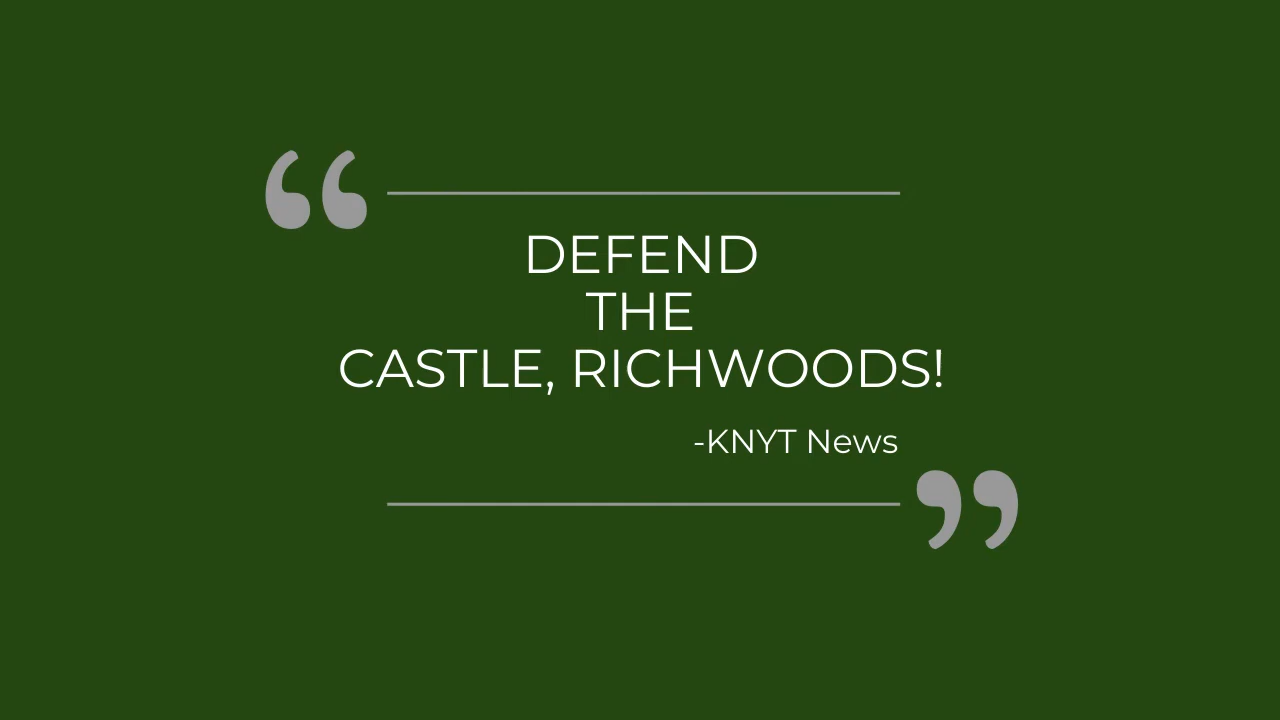 “
DEFEND
THE
CASTLE, RICHWOODS!
-KNYT News
”